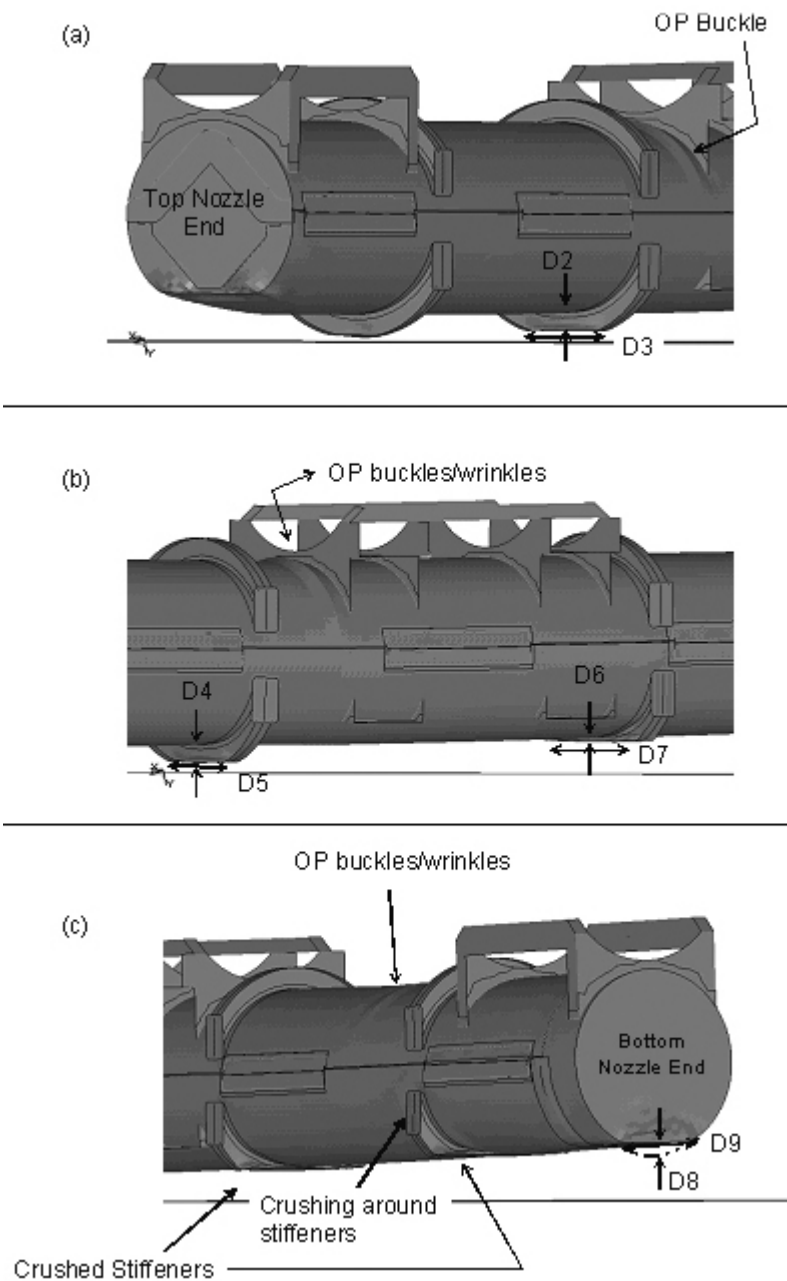 (a)
OP Buckle
Top Nozzle
End
D2
D3
(b)
OP buckles/wrinkles
D4
D6
D5
D7
OP buckles/wrinkles
(c)
Bottom
Nozzle End
D9
D8
Crushing around
stiffeners
Crushed Stiffeners